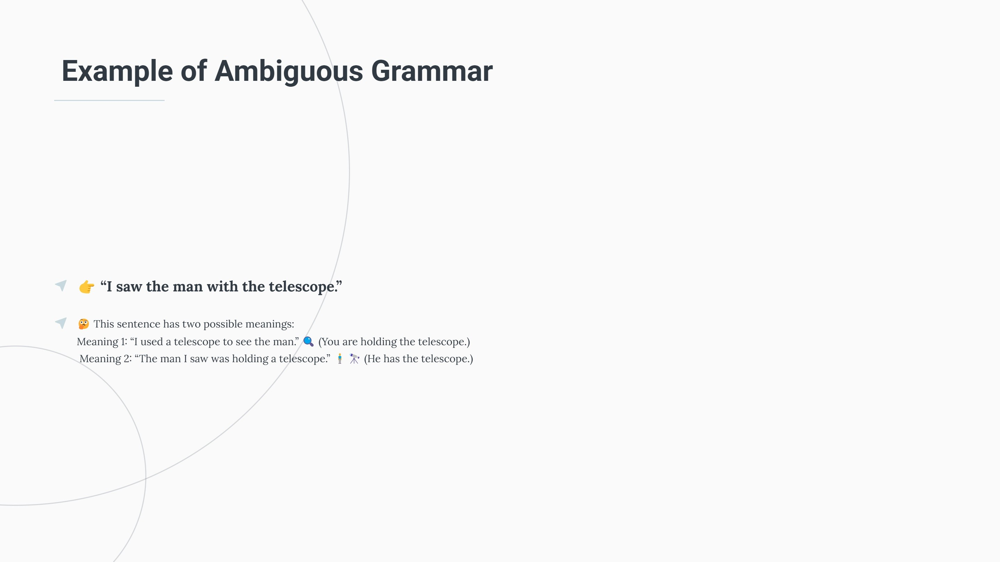 Example of Ambiguous Grammar
👉 “I saw the man with the telescope.”
🤔 This sentence has two possible meanings:
Meaning 1: “I used a telescope to see the man.” 🔍 (You are holding the telescope.)
Meaning 2: “The man I saw was holding a telescope.” 🧍‍♂️ 🔭 (He has the telescope.)